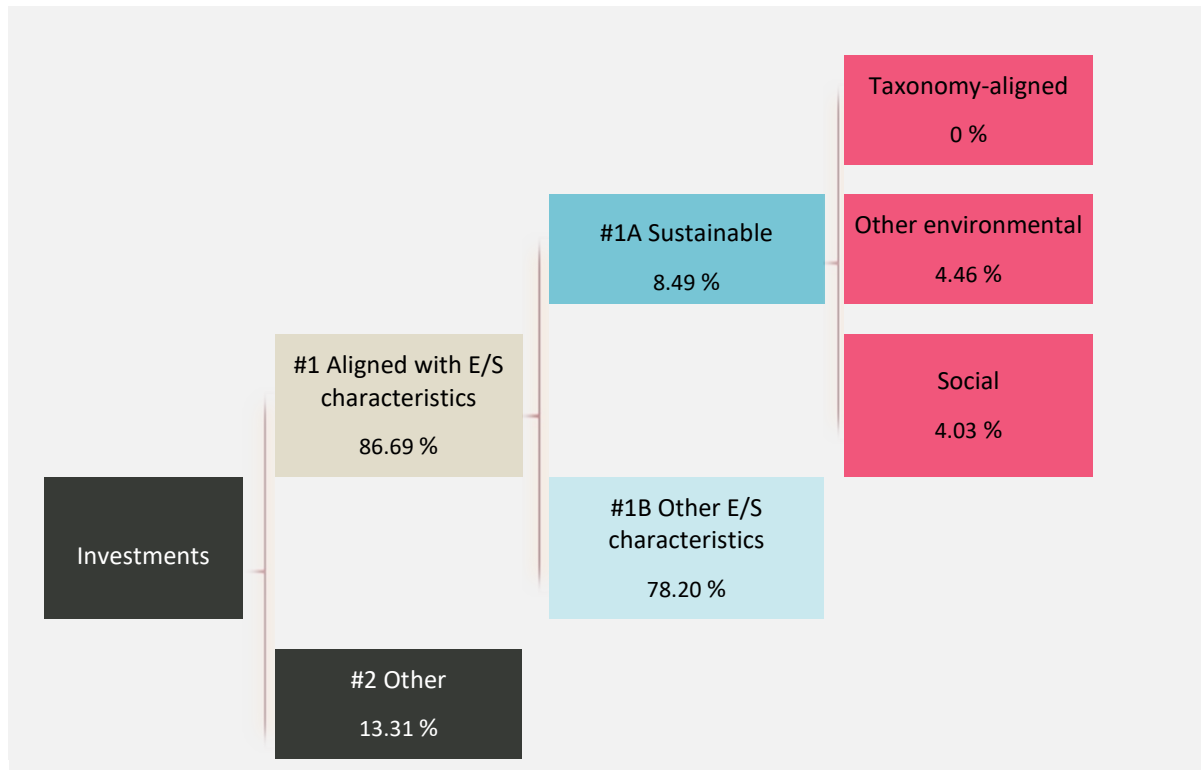 Investments
#1 Aligned with E/S
characteristics
86.69 %
#2 Other
13.31 %
#1A Sustainable
8.49 %
#1B Other E/S
characteristics
78.20 %
Taxonomy-aligned
0 %
Other environmental
4.46 %
Social
4.03 %